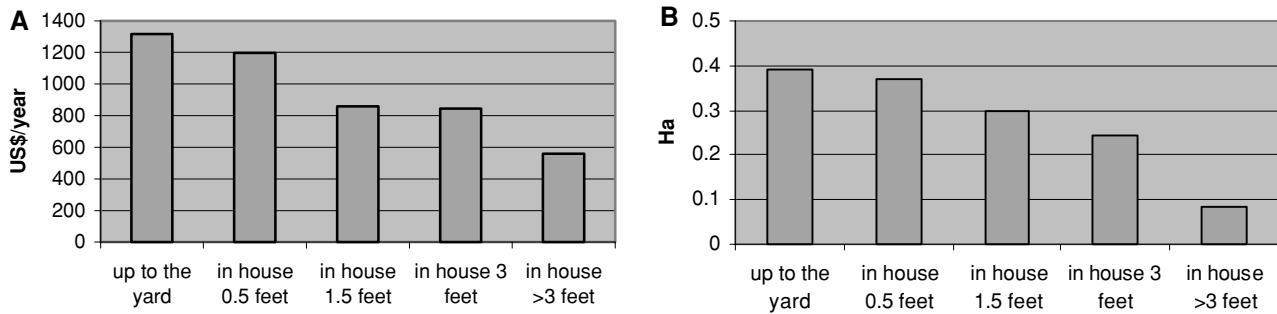 A
US$/year
1400
1200
1000
800
600
400
200
0
up to the
yard
in house
0.5 feet
in house
1.5 feet
in house 3
feet
in house
>3 feet
B
Ha
0.5
0.4
0.3
0.2
0.1
0
up to the
yard
in house
0.5 feet
in house
1.5 feet
in house 3
feet
in house
>3 feet